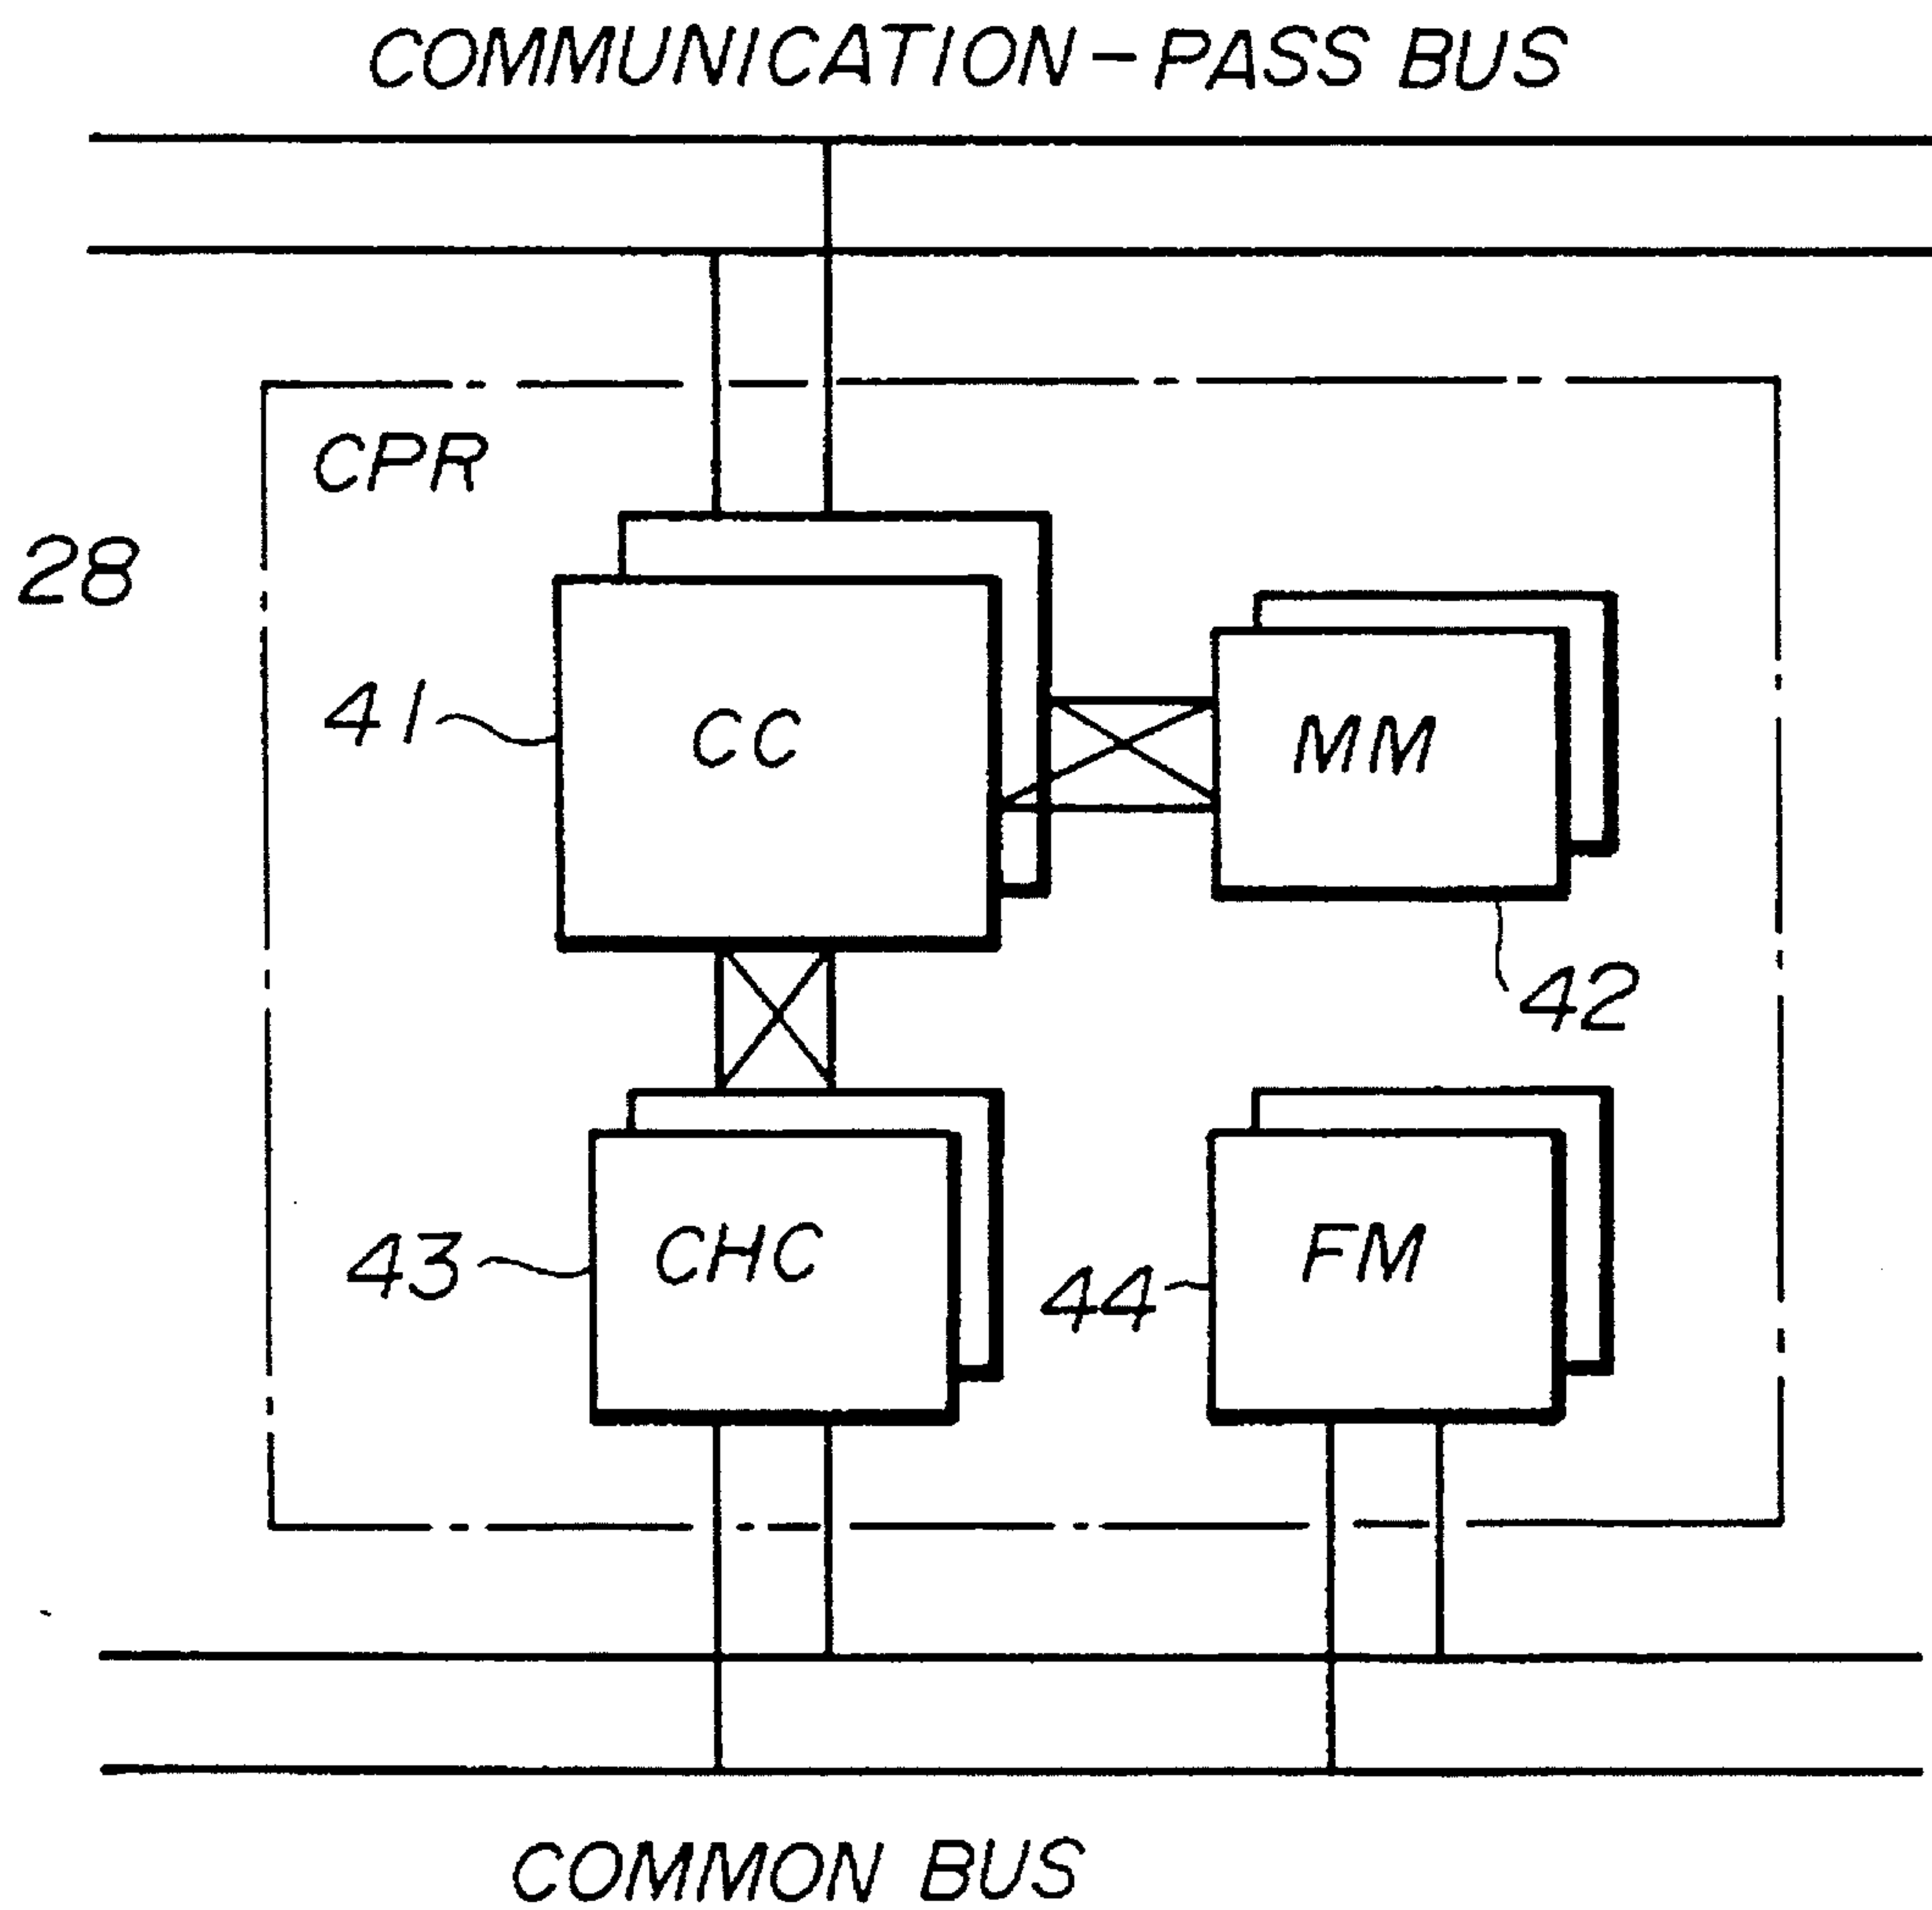 COMMUNICATION-PASS BUS
CPR
28
41
CC
MM
42
43
CHC
44
FM
COMMON BUS